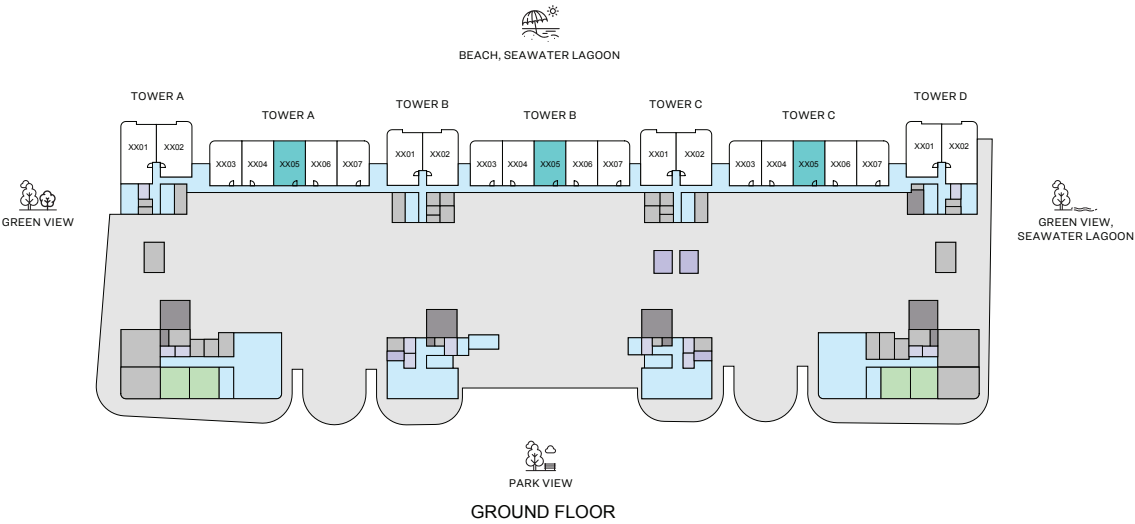 BEACH, SEAWATER LAGOON
TOWER A
TOWER A
TOWER B
TOWER B
TOWER C
TOWER C
TOWER D
XX01
XX02
XX03
XX04
XX05
XX06
XX07
XX01
XX02
XX03
XX04
XX05
XX06
XX07
XX01
XX02
XX03
XX04
XX05
XX06
XX07
XX01
XX02
GREEN VIEW
GREEN VIEW,
SEAWATER LAGOON
PARK VIEW
GROUND FLOOR